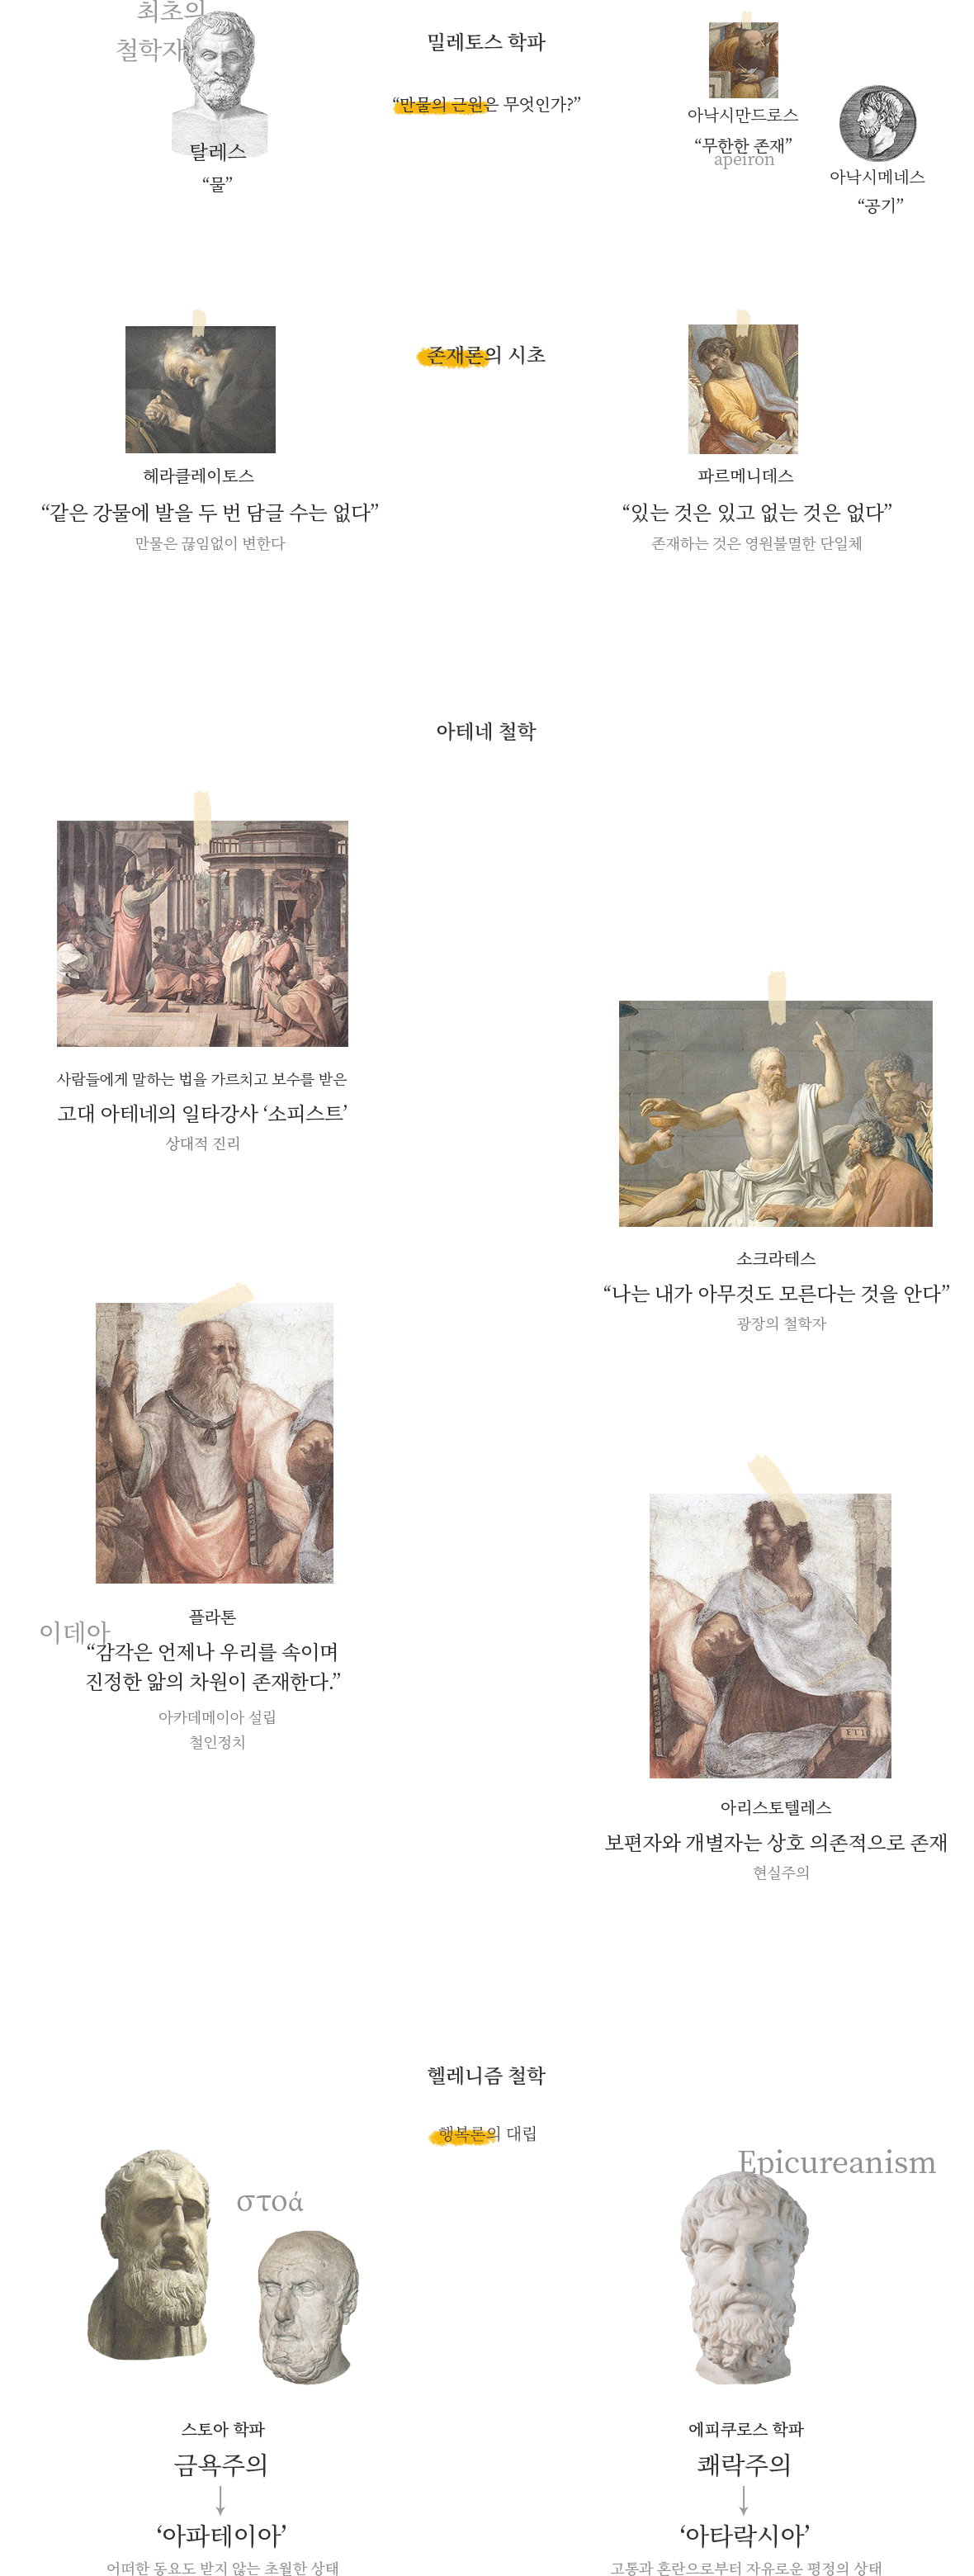 최초의
철학자
탈레스
“물”
밀레토스 학파
“만물의 근원은 무엇인가?”
아낙시만드로스
“무한한 존재”
apeiron
아낙시메네스
“공기”
존재론의 시초
헤라클레이토스
“같은 강물에 발을 두 번 담글 수는 없다”
만물은 끊임없이 변한다
파르메니데스
“있는 것은 있고 없는 것은 없다”
존재하는 것은 영원불멸한 단일체
아테네 철학
사람들에게 말하는 법을 가르치고 보수를 받은
고대 아테네의 일타강사 ‘소피스트’
상대적 진리
소크라테스
“나는 내가 아무것도 모른다는 것을 안다”
광장의 철학자
플라톤
이데아
“감각은 언제나 우리를 속이며
진정한 앎의 차원이 존재한다.”
아카데메이아 설립
철인정치
ETI
아리스토텔레스
보편자와 개별자는 상호 의존적으로 존재
현실주의
헬레니즘 철학
행복론의 대립
στοά
스토아 학파
금욕주의
‘아파테이아’
어떠한 동요도 받지 않는 초월한 상태
Epicureanism
에피쿠로스 학파
쾌락주의
‘아타락시아’
고통과 혼란으로부터 자유로운 평정의 상태